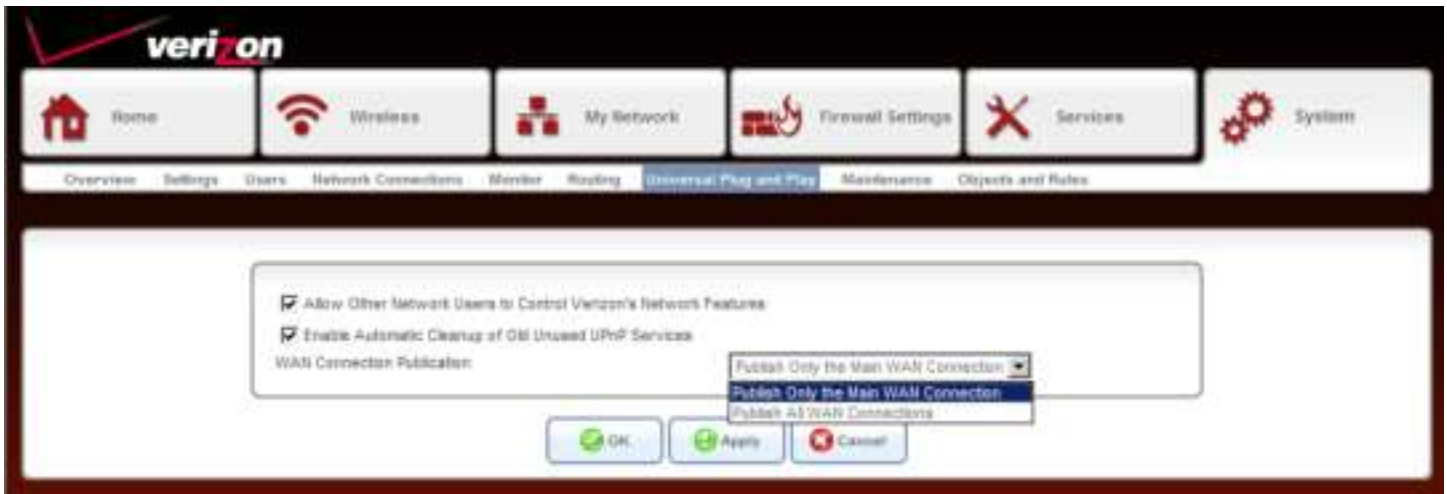 verizon
Home
Wireless
My Network
Firewall Settings
Services
System
Overview Settings Users Network Connections Monitor Routing Universal Plug and Play Maintenance Objects and Rules
Allow Other Network Users to Control Verizon's Network Features
Enable Automatic Cleanup of Old Unused UPnP Services
WAN Connection Publication:
Publish Only the Main WAN Connection
Publish Only the Main WAN Connection
Publish All WAN Connections
OK
Apply
Cancel